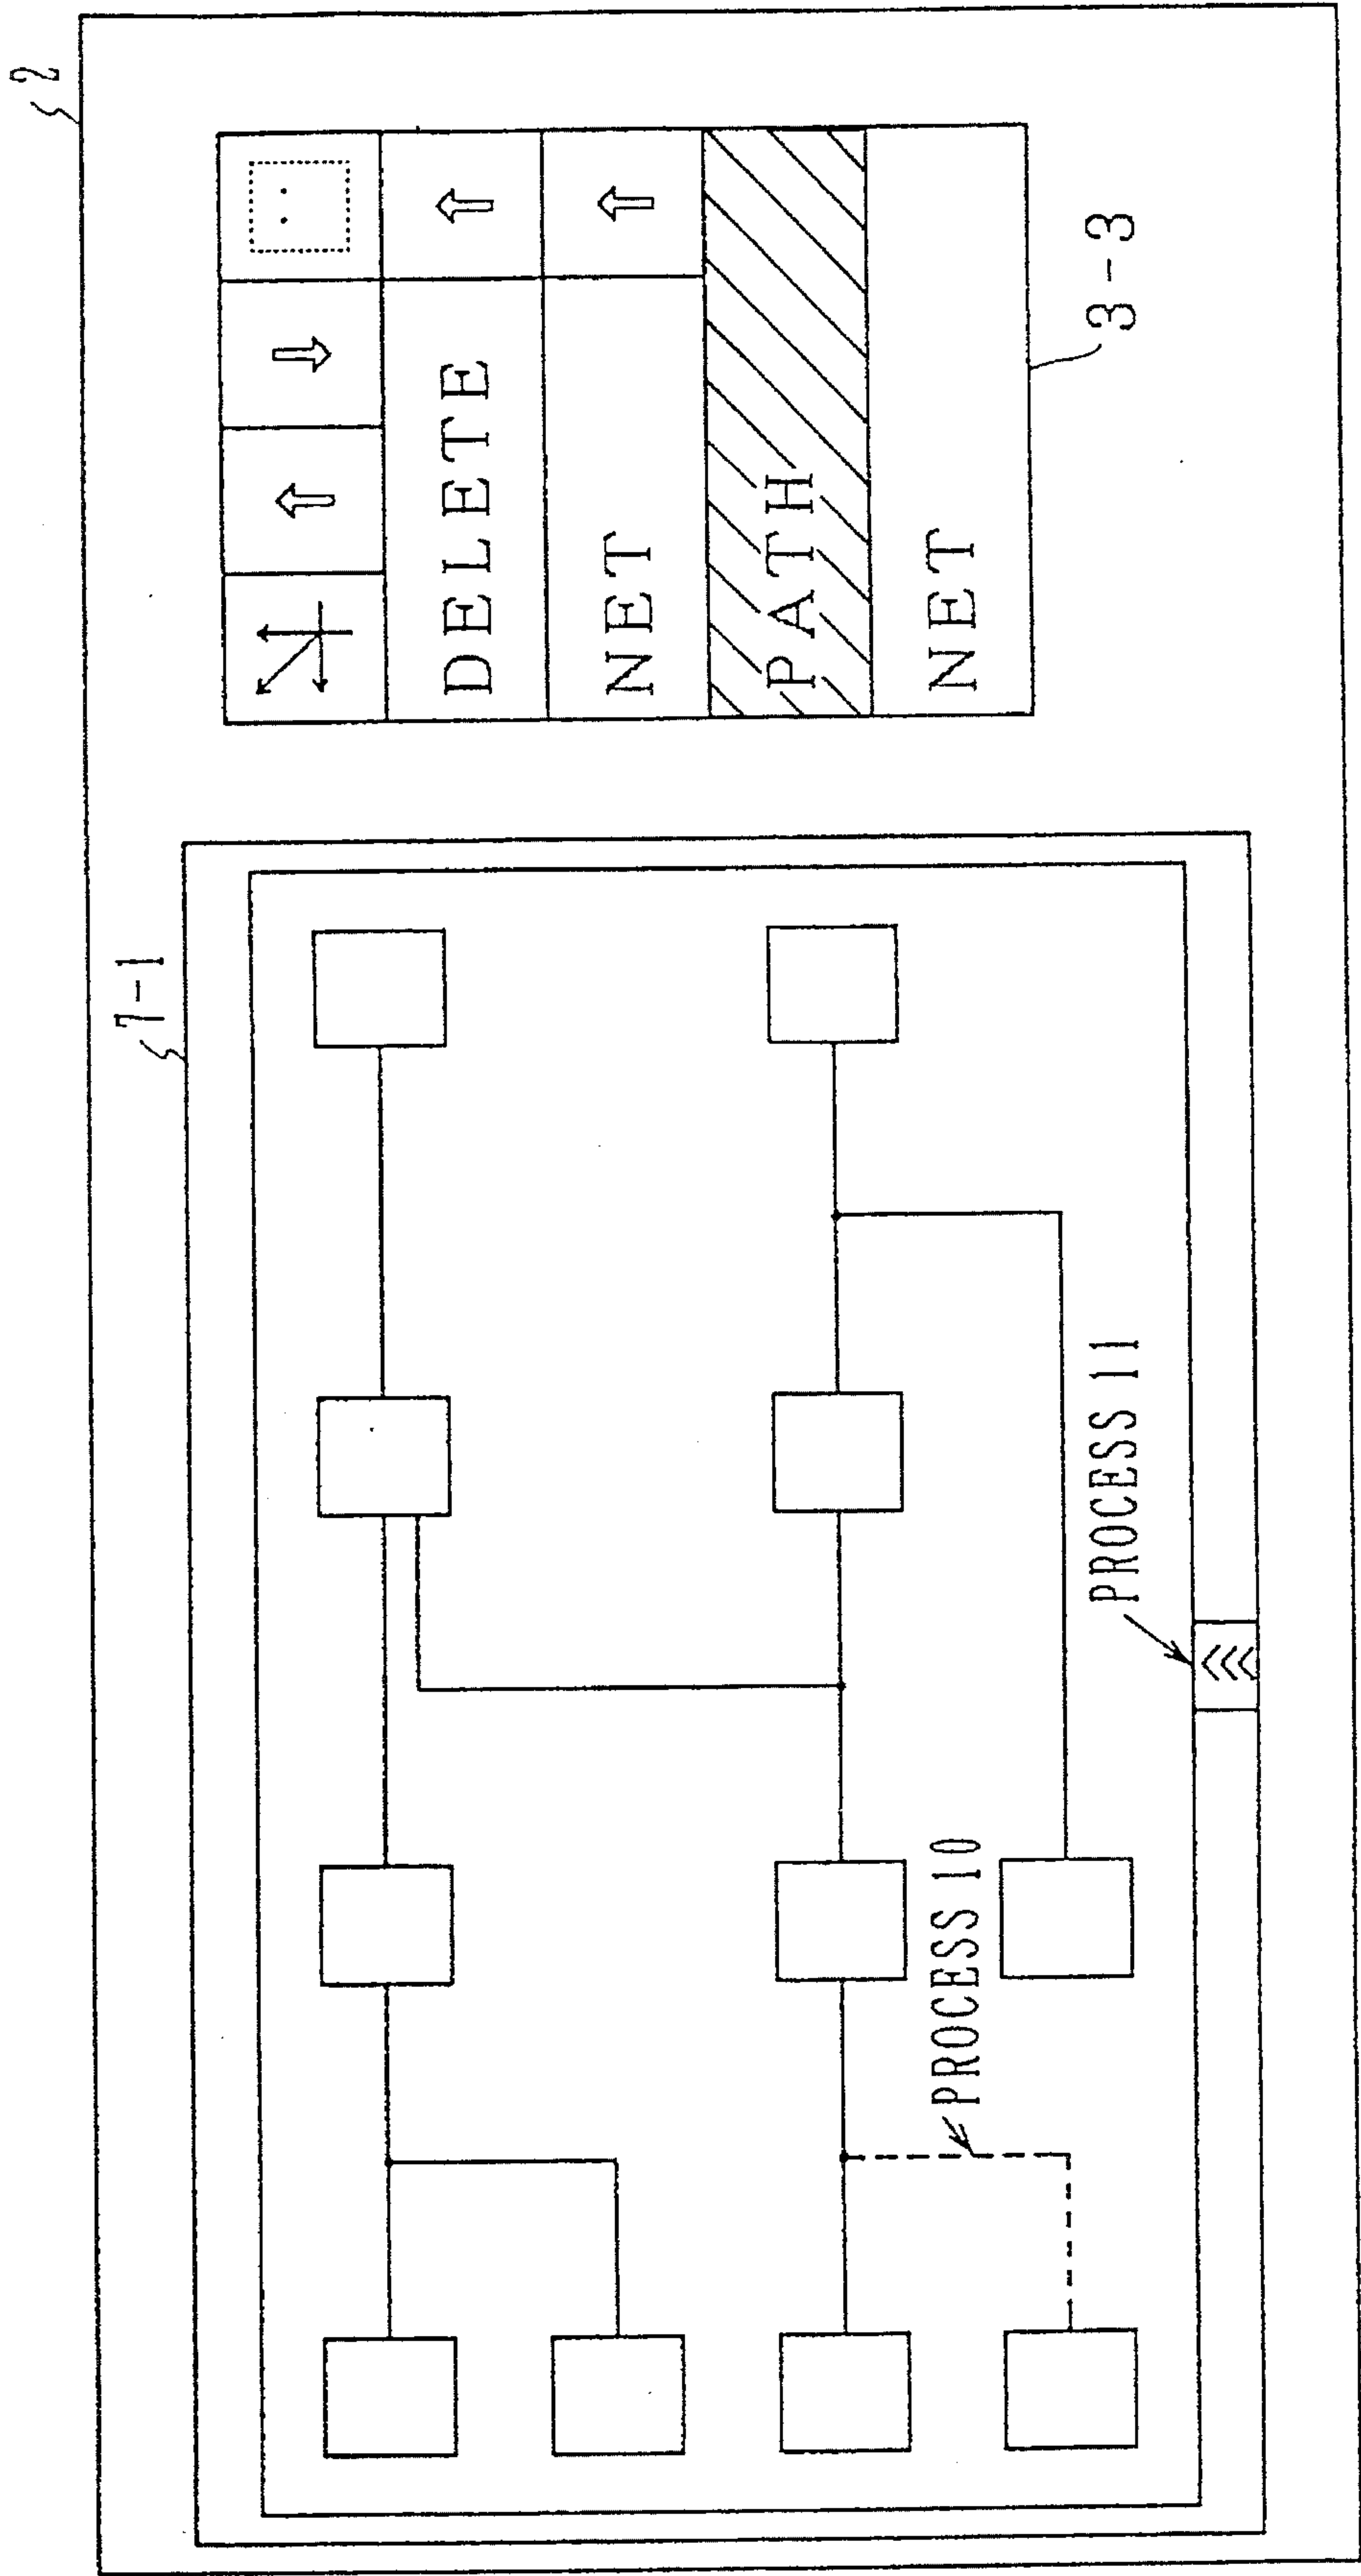 2
7-1
DELETE
NET
PATH
NET
3-3
PROCESS 10
PROCESS 11